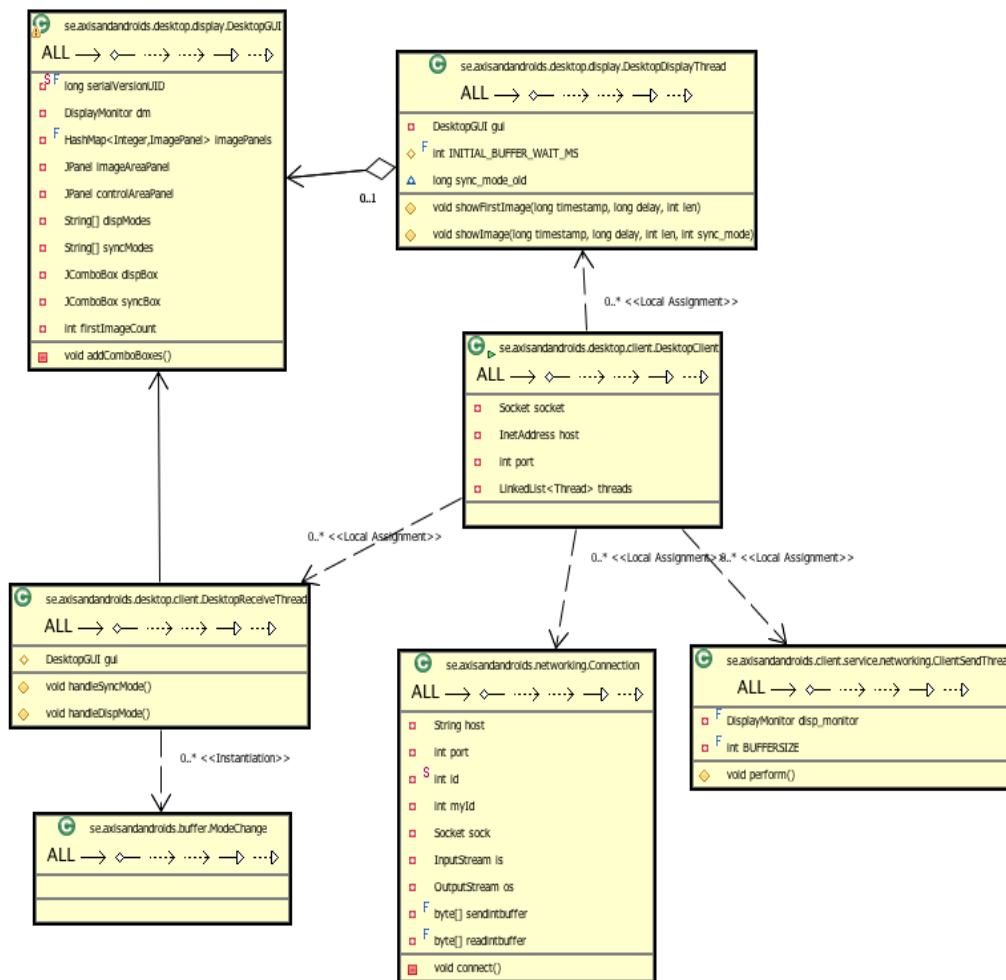 se.axisandandroids.desktop.display.DesktopGUI
ALL
S F long serialVersionUID
DisplayMonitor dm
F HashMap<Integer,ImagePanel> imagePanels
JPanel imageAreaPanel
JPanel controlAreaPanel
String[] dispModes
String[] syncModes
JComboBox dispBox
JComboBox syncBox
int firstImageCount
void addComboBoxes()
C se.axisandandroids.desktop.display.DesktopDisplayThread
ALL
DesktopGUI gui
F int INITIAL_BUFFER_WAIT_MS
long sync_mode_old
void showFirstImage(long timestamp, long delay, int len)
void showImage(long timestamp, long delay, int len, int sync_mode)
0..1
0..* <<Local Assignment>>
C se.axisandandroids.desktop.client.DesktopClient
ALL
Socket socket
InetAddress host
int port
LinkedList<Thread> threads
0..* <<Local Assignment>>
0..* <<Local Assignment>>
0..* <<Local Assignment>>
C se.axisandandroids.desktop.client.DesktopReceiveThread
ALL
DesktopGUI gui
void handleSyncMode()
void handleDispMode()
0..* <<Instantiation>>
C se.axisandandroids.buffer.ModeChange
ALL
C se.axisandandroids.networking.Connection
ALL
String host
int port
S int id
int myId
Socket sock
InputStream is
OutputStream os
F byte[] sendintbuffer
F byte[] readintbuffer
void connect()
C se.axisandandroids.client.service.networking.ClientSendThrea
ALL
F DisplayMonitor disp_monitor
F int BUFFERSIZE
void perform()